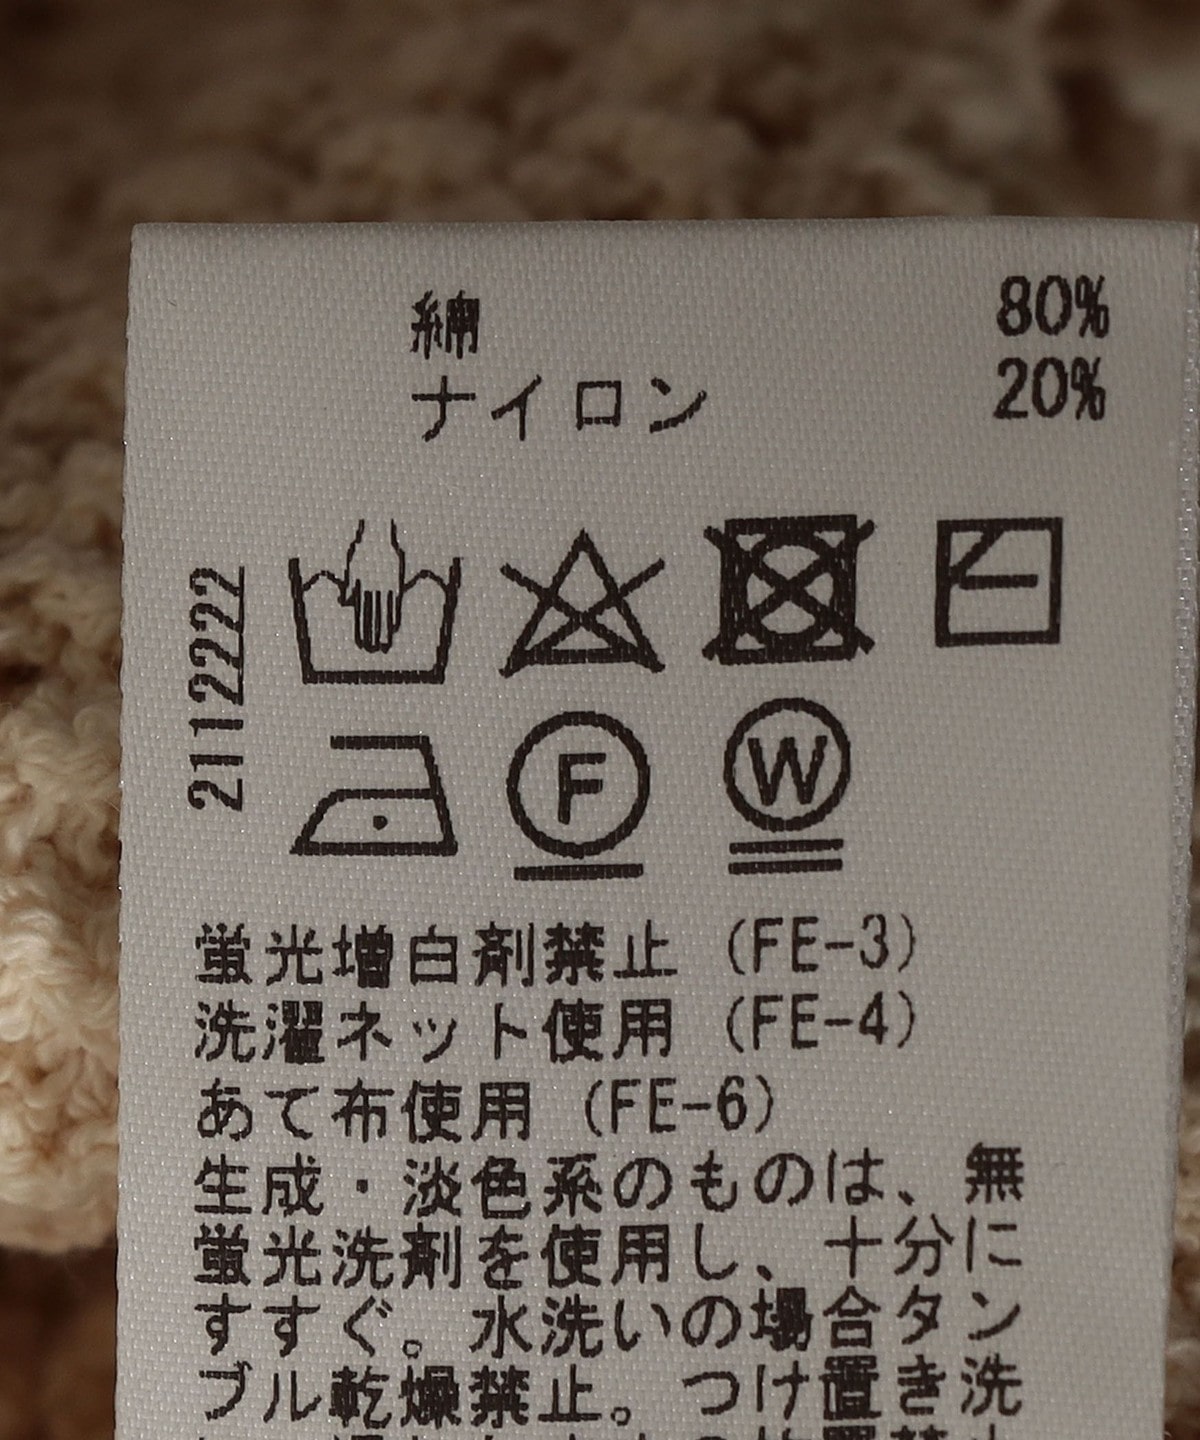 綿 80%
ナイロン 20%
2112222
F W
蛍光増白剤禁止 (FE-3)
洗濯ネット使用 (FE-4)
あて布使用 (FE-6)
生成・淡色系のものは、無
蛍光洗剤を使用し、十分に
すすぐ。水洗いの場合タン
ブル乾燥禁止。つけ置き洗